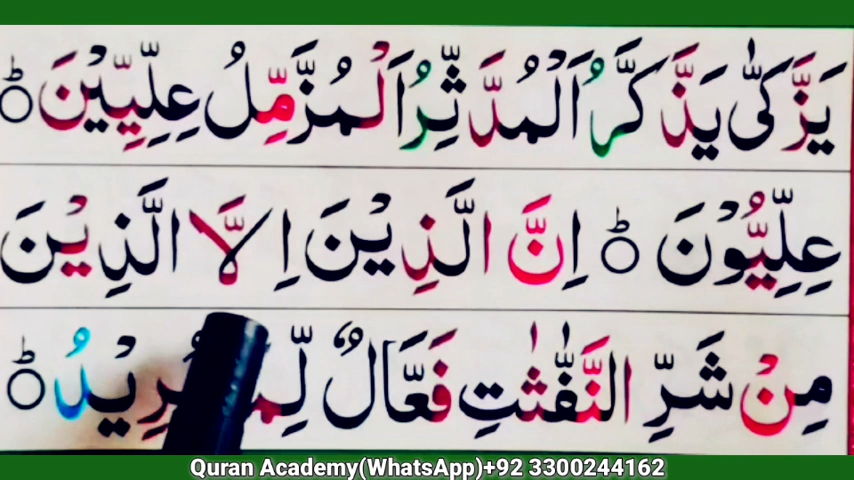 يَزَّكّٰى يَذَّكَّرُ اَلْمُدَّثِّرُ اَلْمُزَّمِّلُ عِلِّيِّيْنَ ؕ
عِلِّيُّوْنَ ؕ اِنَّ الَّذِيْنَ اِلَّا الَّذِيْنَ
مِنْ شَرِّ النَّفّٰثٰتِ فَعَّالٌ ؕ
Quran Academy(WhatsApp)+92 3300244162